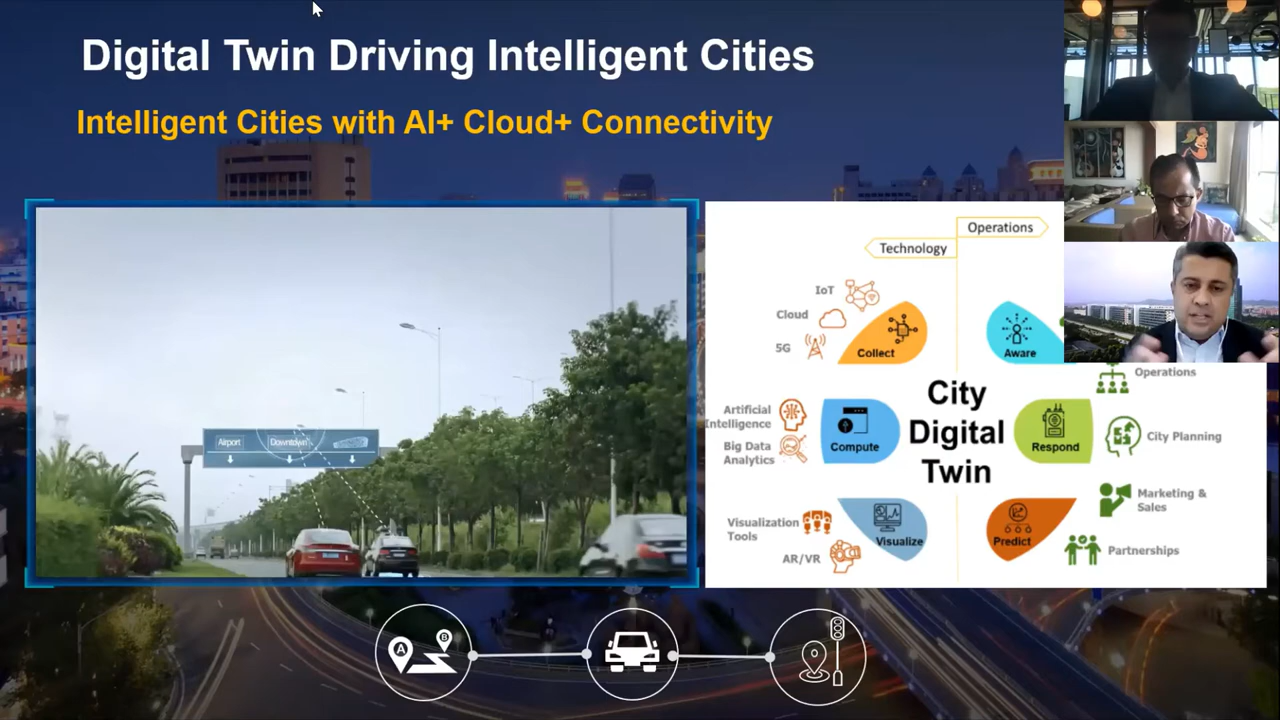 Digital Twin Driving Intelligent Cities
Intelligent Cities with AI+ Cloud+ Connectivity
Airport
Downtown
Operations
Technology
IoT
Cloud
5G
Collect
Aware
Operations
City
Digital
Twin
Artificial
Intelligence
Big Data
Analytics
Compute
Respond
City Planning
Marketing &
Sales
Visualization
Tools
AR/VR
Visualize
Predict
Partnerships
A
B